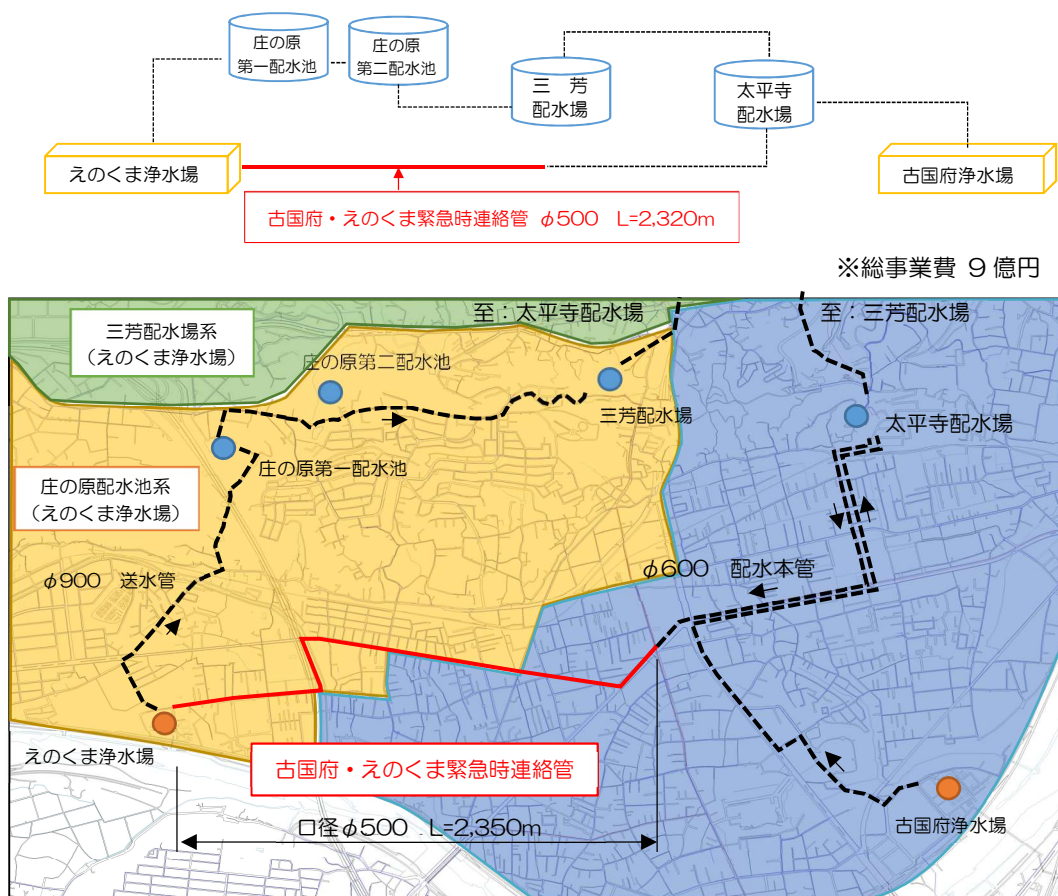 庄の原
第一配水池
庄の原
第二配水池
三 芳
配水場
太平寺
配水場
えのくま浄水場
古国府浄水場
古国府・えのくま緊急時連絡管 φ500 L=2,320m
※総事業費 9億円
三芳配水場系
(えのくま浄水場)
至:太平寺配水場
至:三芳配水場
庄の原第二配水池
三芳配水場
太平寺配水場
庄の原第一配水池
庄の原配水池系
(えのくま浄水場)
φ900 送水管
φ600 配水本管
えのくま浄水場
古国府・えのくま緊急時連絡管
口径φ500 L=2,350m
古国府浄水場